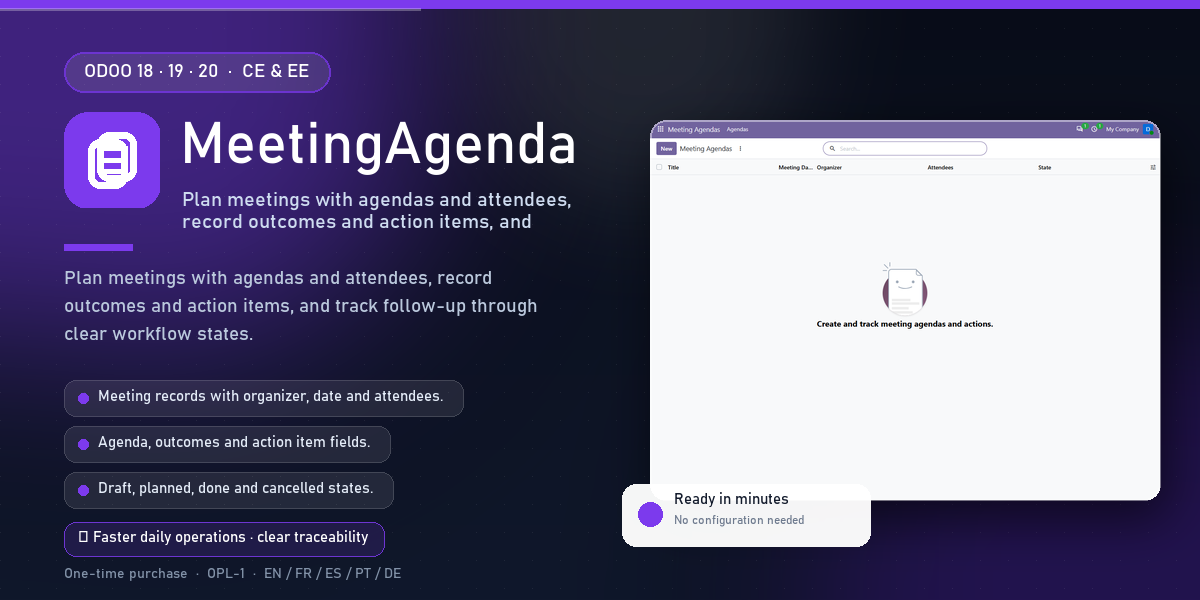 ODOO 18 · 19 · 20 · CE & EE
MeetingAgenda
Plan meetings with agendas and attendees,
record outcomes and action items, and
Plan meetings with agendas and attendees, record
outcomes and action items, and track follow-up through
clear workflow states.
Meeting records with organizer, date and attendees.
Agenda, outcomes and action item fields.
Draft, planned, done and cancelled states.
Faster daily operations · clear traceability
One-time purchase · OPL-1 · EN / FR / ES / PT / DE
Meeting Agendas Agendas My Company D
New Meeting Agendas Search...
Title Meeting Da... Organizer Attendees State
Create and track meeting agendas and actions.
Ready in minutes
No configuration needed